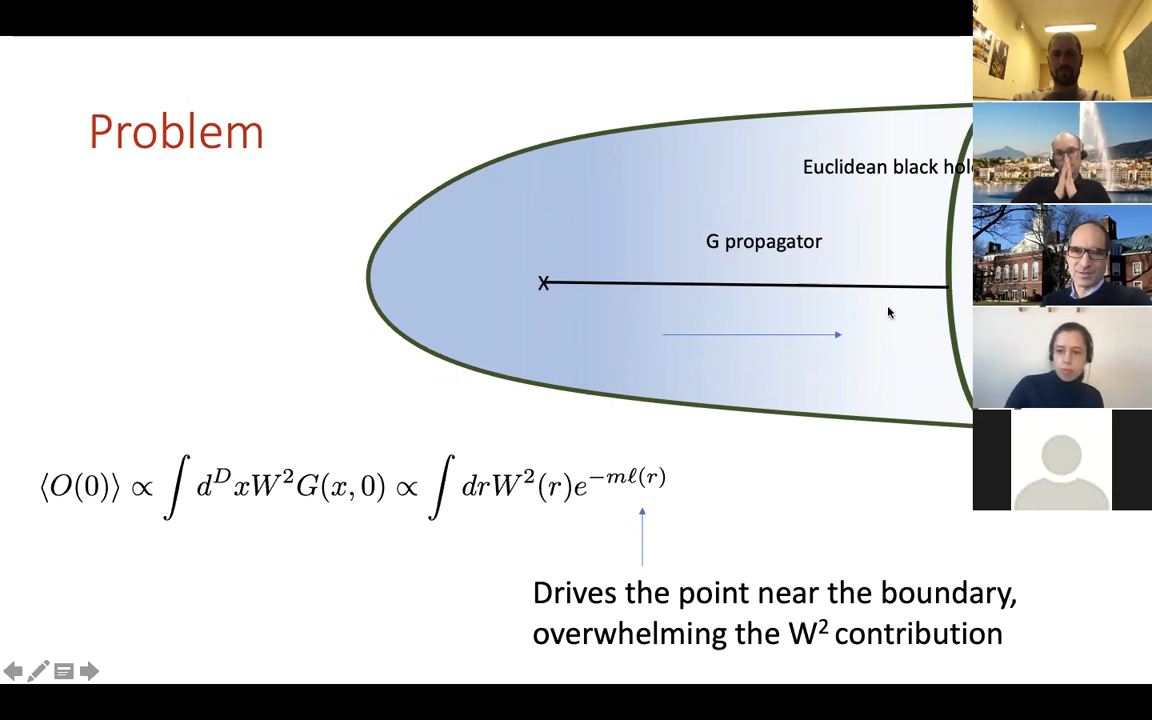 Problem
Euclidean black hol
G propagator
X
⟨O(0)⟩ ∝ ∫ d^D x W² G(x, 0) ∝ ∫ dr W²(r) e^{−mℓ(r)}
Drives the point near the boundary,
overwhelming the W² contribution